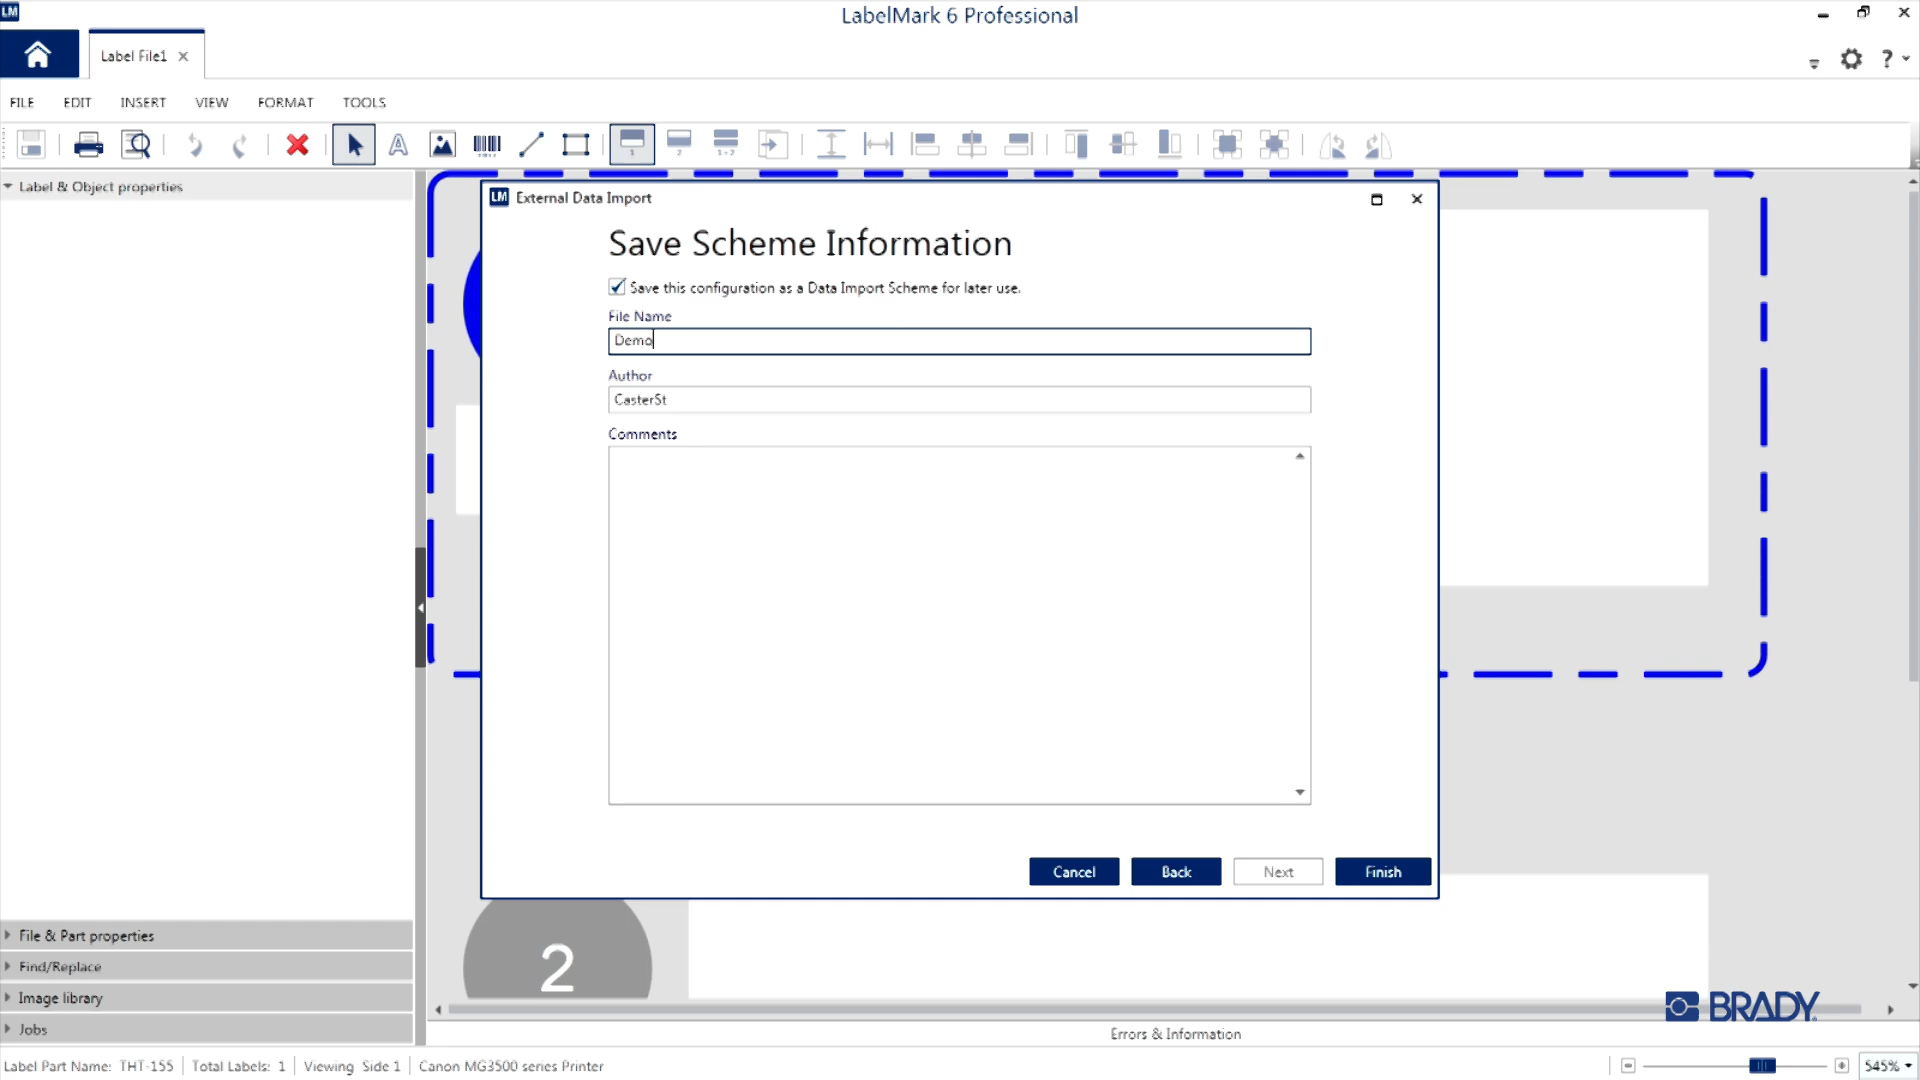 LM
LabelMark 6 Professional
Label File1
?
FILE EDIT INSERT VIEW FORMAT TOOLS
Label & Object properties
LM External Data Import
Save Scheme Information
Save this configuration as a Data Import Scheme for later use.
File Name
Demo
Author
CasterSt
Comments
Cancel Back Next Finish
File & Part properties
Find/Replace
Image library
Jobs
2
BRADY
Errors & Information
Label Part Name: THT-155 Total Labels: 1 Viewing Side 1 Canon MG3500 series Printer 545%